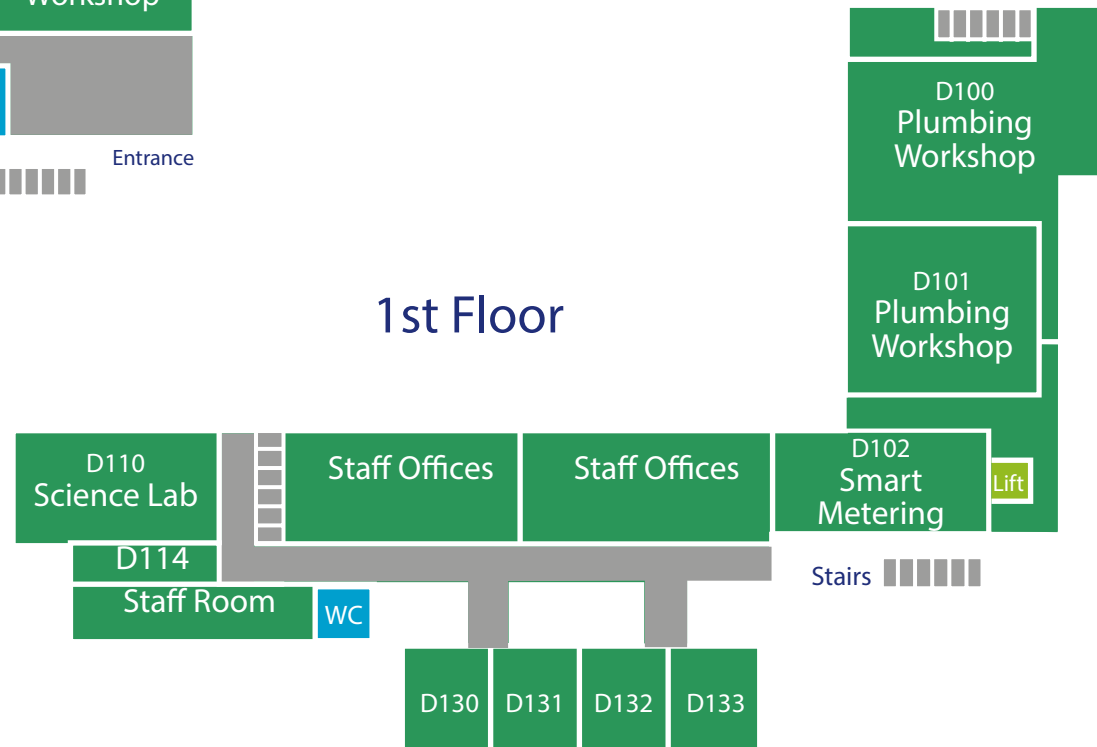 Workshop
Entrance
D100
Plumbing
Workshop
1st Floor
D101
Plumbing
Workshop
D110
Science Lab
Staff Offices
Staff Offices
D102
Smart
Metering
Lift
D114
Staff Room
WC
Stairs
D130
D131
D132
D133